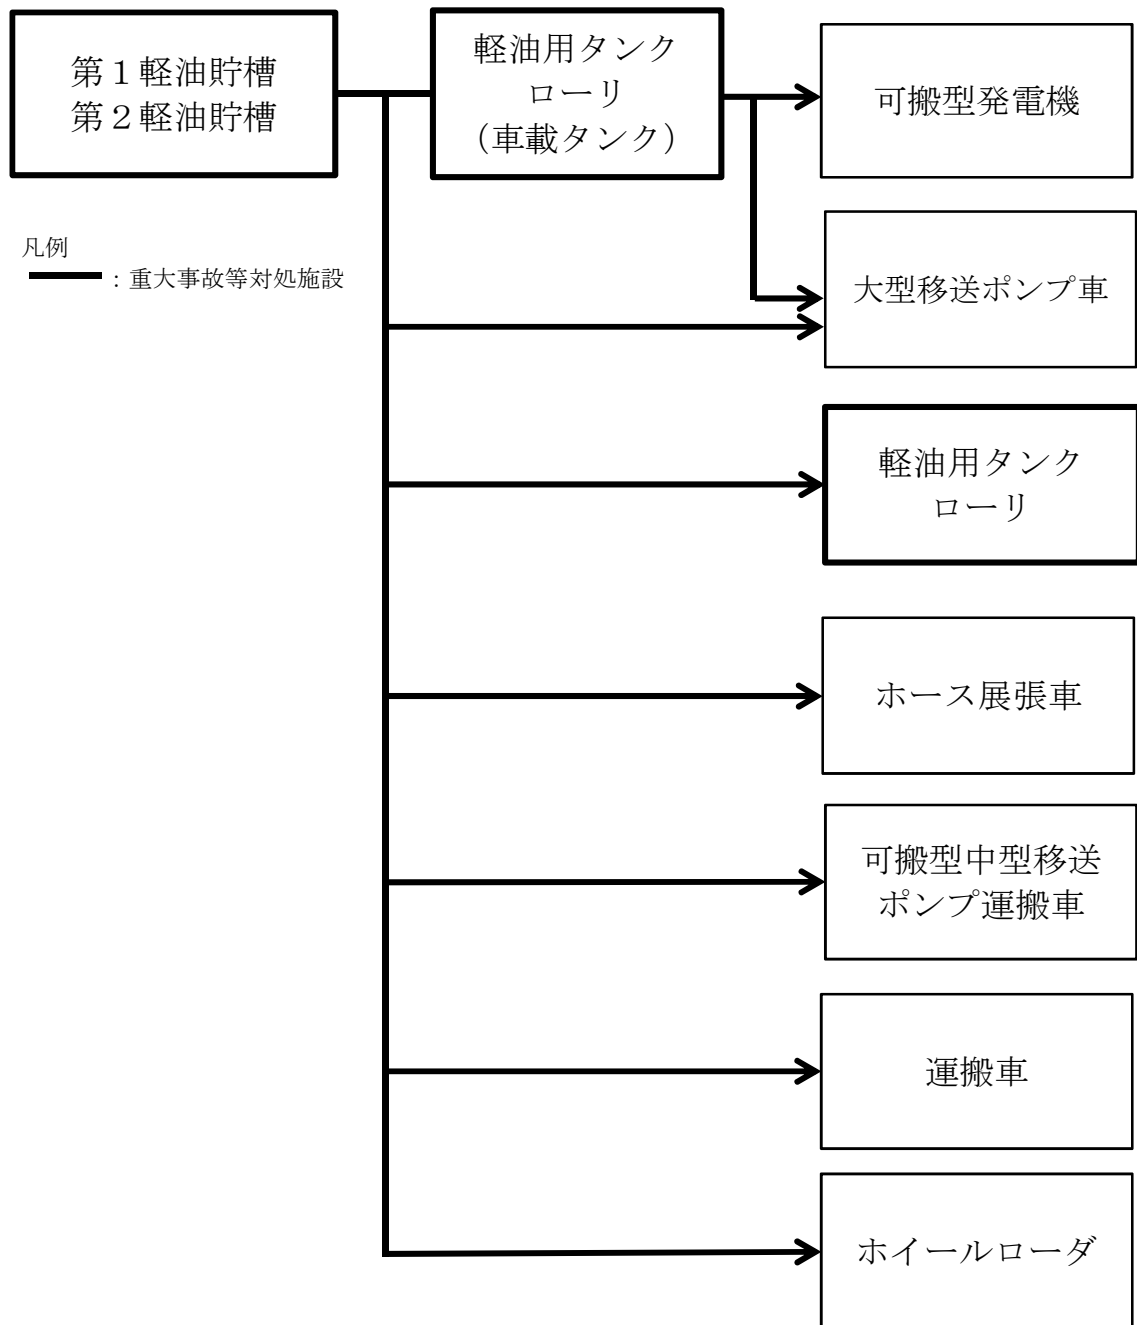 第１軽油貯槽
第２軽油貯槽
軽油用タンク
ローリ
（車載タンク）
可搬型発電機
凡例
：重大事故等対処施設
大型移送ポンプ車
軽油用タンク
ローリ
ホース展張車
可搬型中型移送
ポンプ運搬車
運搬車
ホイールローダ